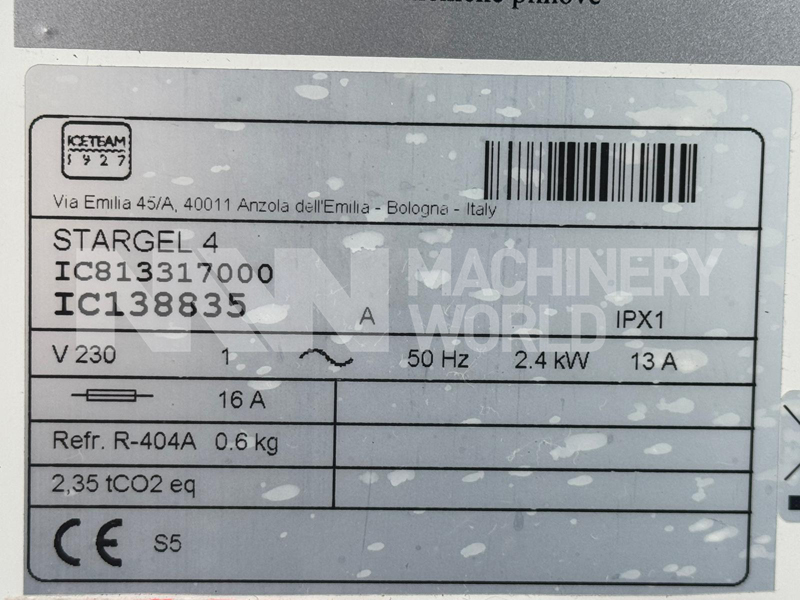 ICETEAM
1927
Via Emilia 45/A, 40011 Anzola dell'Emilia - Bologna - Italy
STARGEL 4
IC813317000
IC138835
A
IPX1
MACHINERY
WORLD
V 230 1 50 Hz 2.4 kW 13 A
16 A
Refr. R-404A 0.6 kg
2,35 tCO2 eq
CE S5